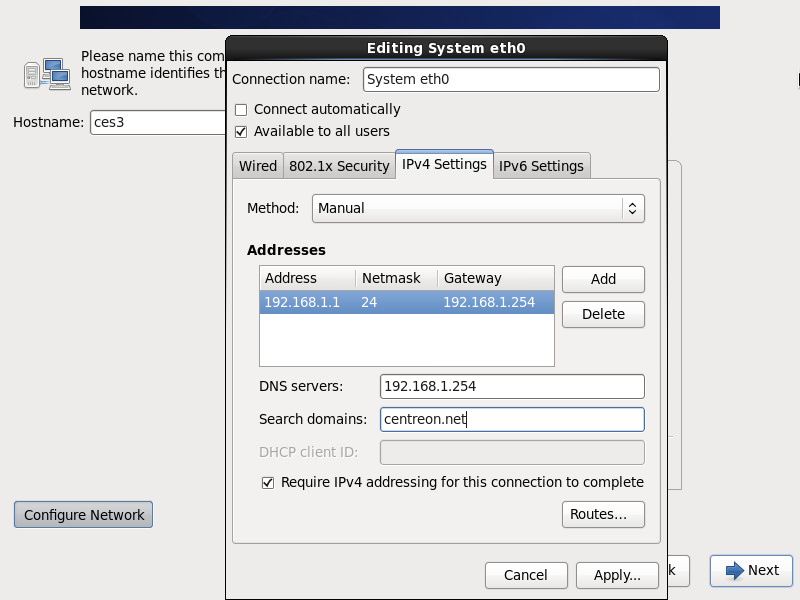 Please name this com
hostname identifies th
network.
Hostname: ces3
Configure Network
Next
Editing System eth0
Connection name: System eth0
Connect automatically
Available to all users
Wired 802.1x Security IPv4 Settings IPv6 Settings
Method: Manual
Addresses
Address Netmask Gateway
192.168.1.1 24 192.168.1.254
Add
Delete
DNS servers: 192.168.1.254
Search domains: centreon.net
DHCP client ID:
Require IPv4 addressing for this connection to complete
Routes...
Cancel Apply...
k